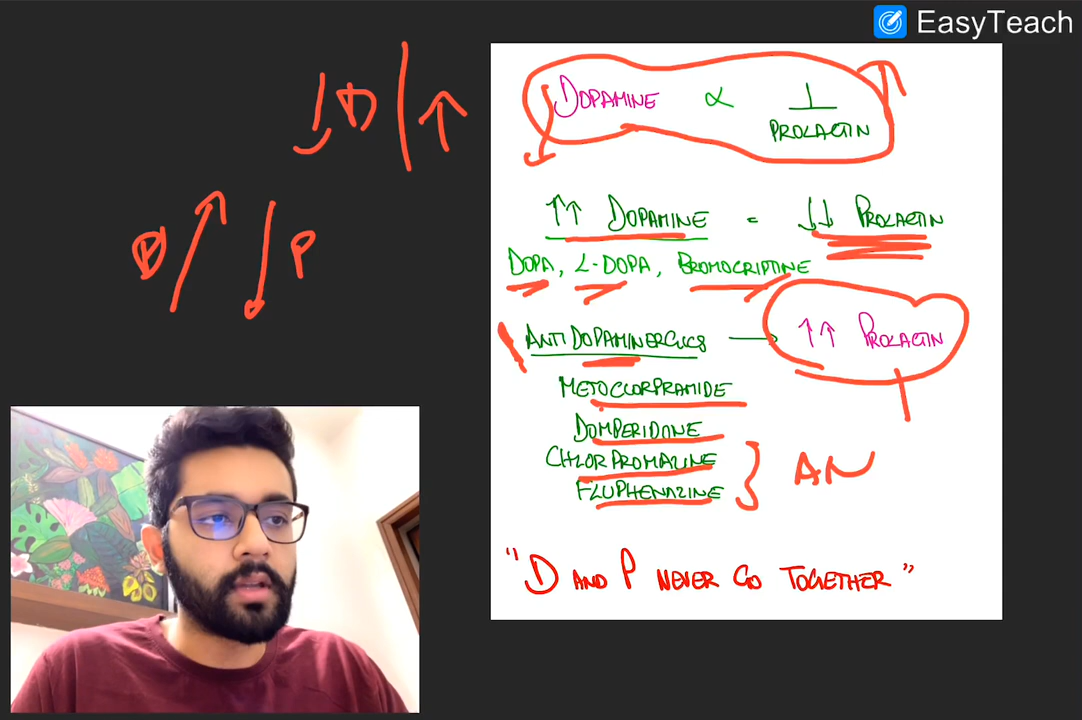 EasyTeach
↓D | ↑
D ↑ ↓ P
DOPAMINE ∝ 1
PROLACTIN
↑↑ DOPAMINE = ↓↓ PROLACTIN
DOPA, L-DOPA, BROMOCRIPTINE
ANTIDOPAMINERGICS → ↑↑ PROLACTIN
METOCLORPRAMIDE
DOMPERIDONE
CHLORPROMAZINE
FLUPHENAZINE } AN
"D AND P NEVER GO TOGETHER"